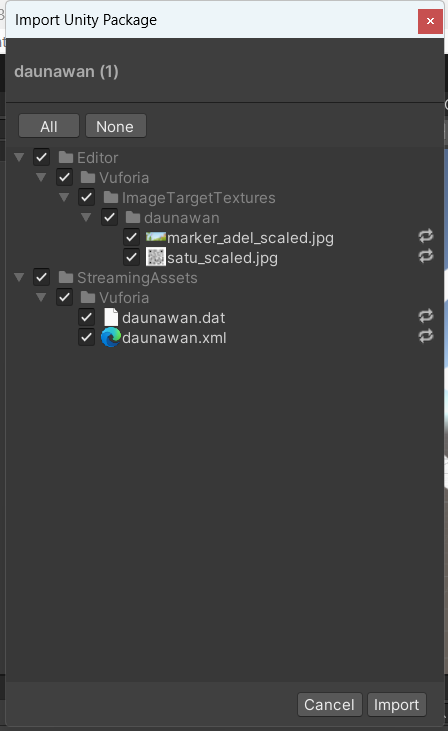 Import Unity Package
daunawan (1)
All
None
Editor
Vuforia
ImageTargetTextures
daunawan
marker_adel_scaled.jpg
satu_scaled.jpg
StreamingAssets
Vuforia
daunawan.dat
daunawan.xml
Cancel
Import